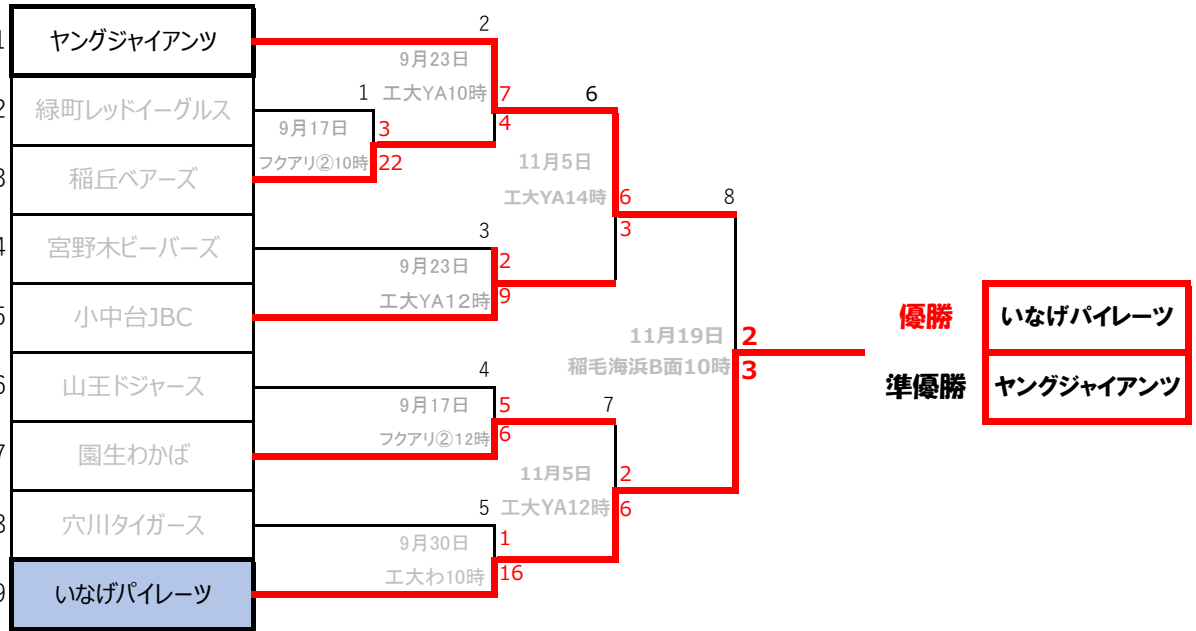 1 ヤングジャイアンツ
2 緑町レッドイーグルス
3 稲丘ベアーズ
4 宮野木ビーバーズ
5 小中台JBC
6 山王ドジャース
7 園生わかば
8 穴川タイガース
9 いなげパイレーツ
1
9月17日
フクアリ②10時
3
22
2
9月23日
工大YA10時
7
4
3
9月23日
工大YA12時
2
9
4
9月17日
フクアリ②12時
5
6
5
9月30日
工大わ10時
1
16
6
11月5日
工大YA14時
6
3
7
11月5日
工大YA12時
2
6
8
11月19日
稲毛海浜B面10時
2
3
優勝 いなげパイレーツ
準優勝 ヤングジャイアンツ